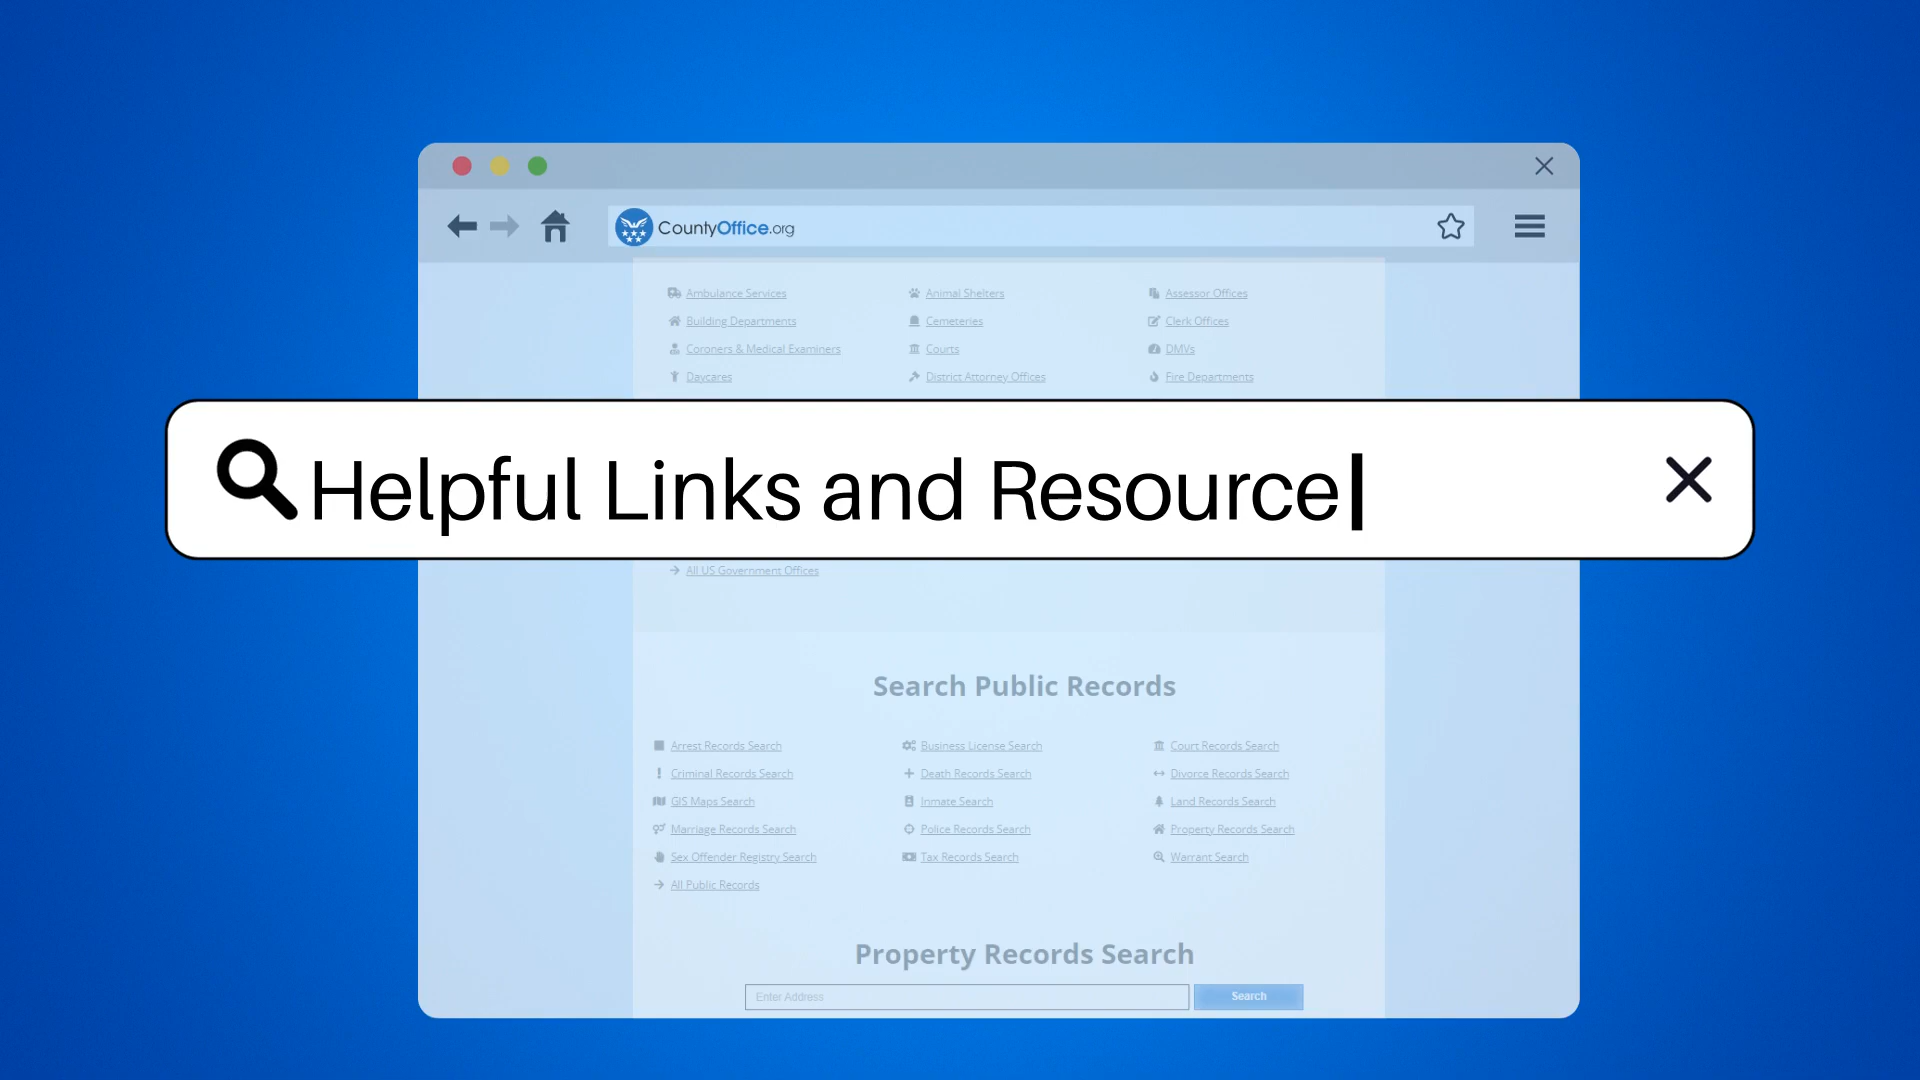 CountyOffice.org
Ambulance Services Animal Shelters Assessor Offices
Building Departments Cemeteries Clerk Offices
Coroners & Medical Examiners Courts DMVs
Daycares District Attorney Offices Fire Departments
Helpful Links and Resource
All US Government Offices
Search Public Records
Arrest Records Search Business License Search Court Records Search
Criminal Records Search Death Records Search Divorce Records Search
GIS Maps Search Inmate Search Land Records Search
Marriage Records Search Police Records Search Property Records Search
Sex Offender Registry Search Tax Records Search Warrant Search
All Public Records
Property Records Search
Enter Address Search